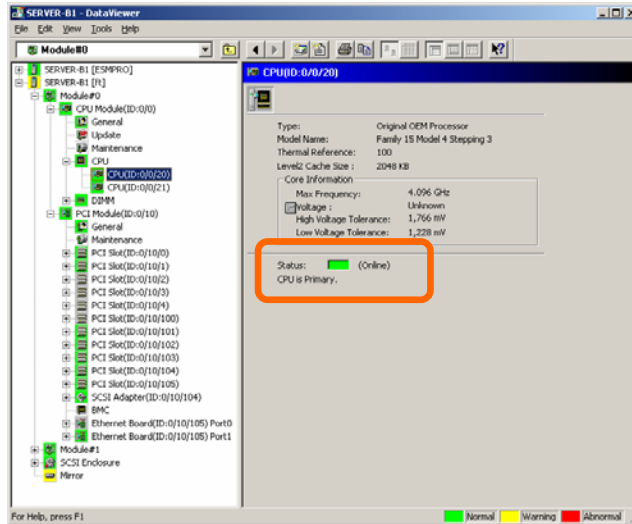 SERVER-B1 - DataViewer
File Edit View Tools Help
Module#0
SERVER-B1 [ESMPRO]
SERVER-B1 [ft]
Module#0
CPU Module(ID:0/0)
General
Update
Maintenance
CPU
CPU(ID:0/0/20)
CPU(ID:0/0/21)
DIMM
PCI Module(ID:0/10)
General
Maintenance
PCI Slot(ID:0/10/0)
PCI Slot(ID:0/10/1)
PCI Slot(ID:0/10/2)
PCI Slot(ID:0/10/3)
PCI Slot(ID:0/10/4)
PCI Slot(ID:0/10/100)
PCI Slot(ID:0/10/101)
PCI Slot(ID:0/10/102)
PCI Slot(ID:0/10/103)
PCI Slot(ID:0/10/104)
PCI Slot(ID:0/10/105)
SCSI Adapter(ID:0/10/104)
BMC
Ethernet Board(ID:0/10/105) Port0
Ethernet Board(ID:0/10/105) Port1
Module#1
SCSI Enclosure
Mirror
CPU(ID:0/0/20)
Type: Original OEM Processor
Model Name: Family 15 Model 4 Stepping 3
Thermal Reference: 100
Level2 Cache Size : 2048 KB
Core Information
Max Frequency: 4.096 GHz
Voltage : Unknown
High Voltage Tolerance: 1,766 mV
Low Voltage Tolerance: 1,228 mV
Status: (Online)
CPU is Primary.
For Help, press F1
Normal Warning Abnormal